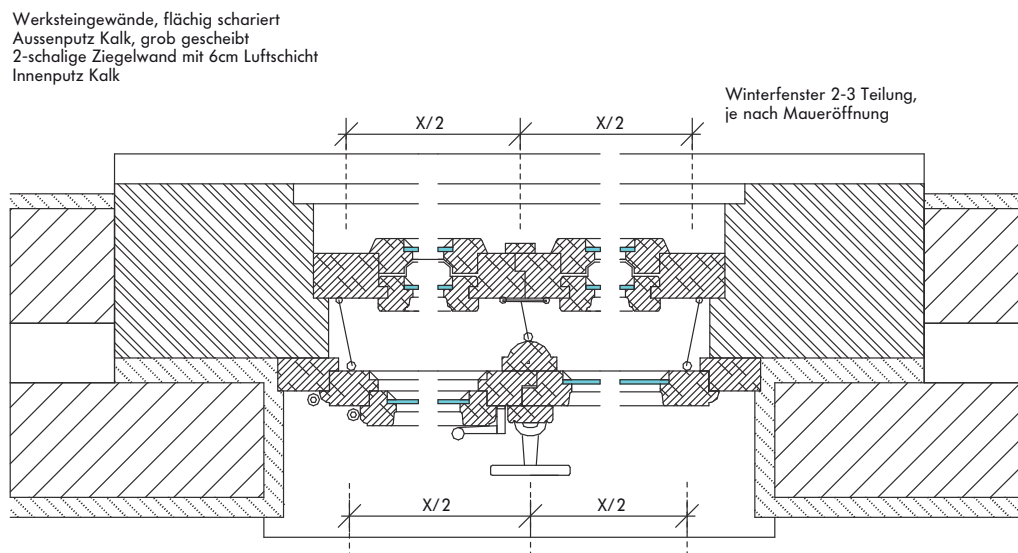 Werksteingewände, flächig schariert
Aussenputz Kalk, grob gescheibt
2-schalige Ziegelwand mit 6cm Luftschicht
Innenputz Kalk
Winterfenster 2-3 Teilung,
je nach Maueröffnung
X/2 X/2
X/2 X/2